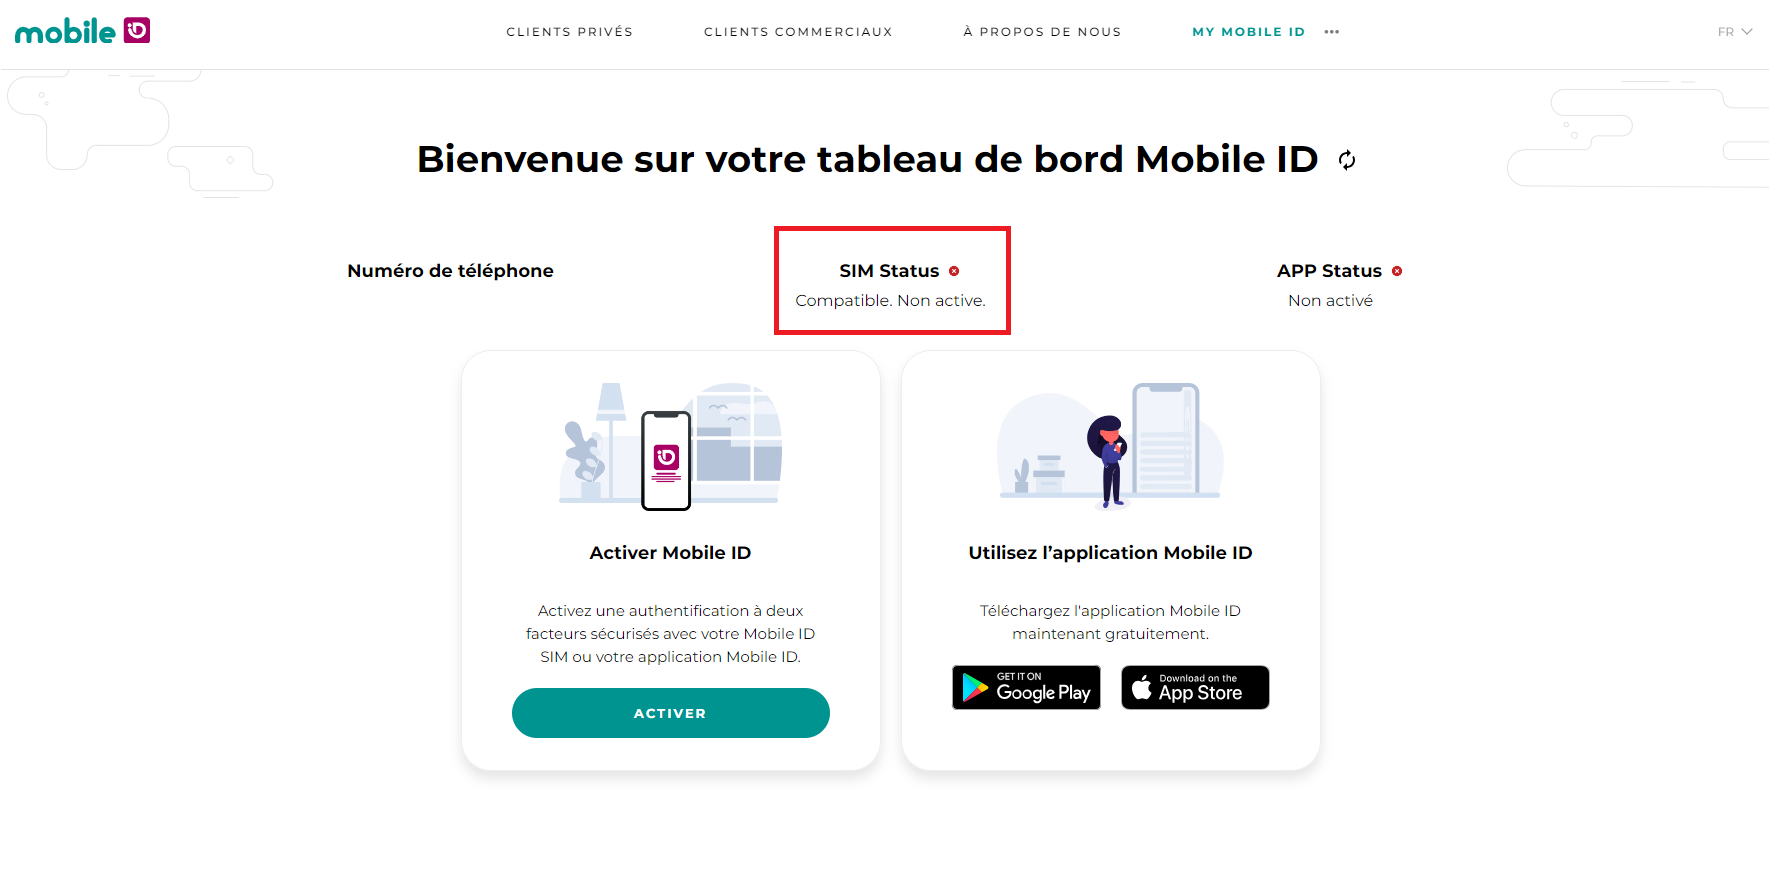 mobile iD
CLIENTS PRIVÉS
CLIENTS COMMERCIAUX
À PROPOS DE NOUS
MY MOBILE ID
FR
Bienvenue sur votre tableau de bord Mobile ID
Numéro de téléphone
SIM Status
Compatible. Non active.
APP Status
Non activé
iD
Activer Mobile ID
Activez une authentification à deux
facteurs sécurisés avec votre Mobile ID
SIM ou votre application Mobile ID.
ACTIVER
Utilisez l’application Mobile ID
Téléchargez l'application Mobile ID
maintenant gratuitement.
GET IT ON
Google Play
Download on the
App Store